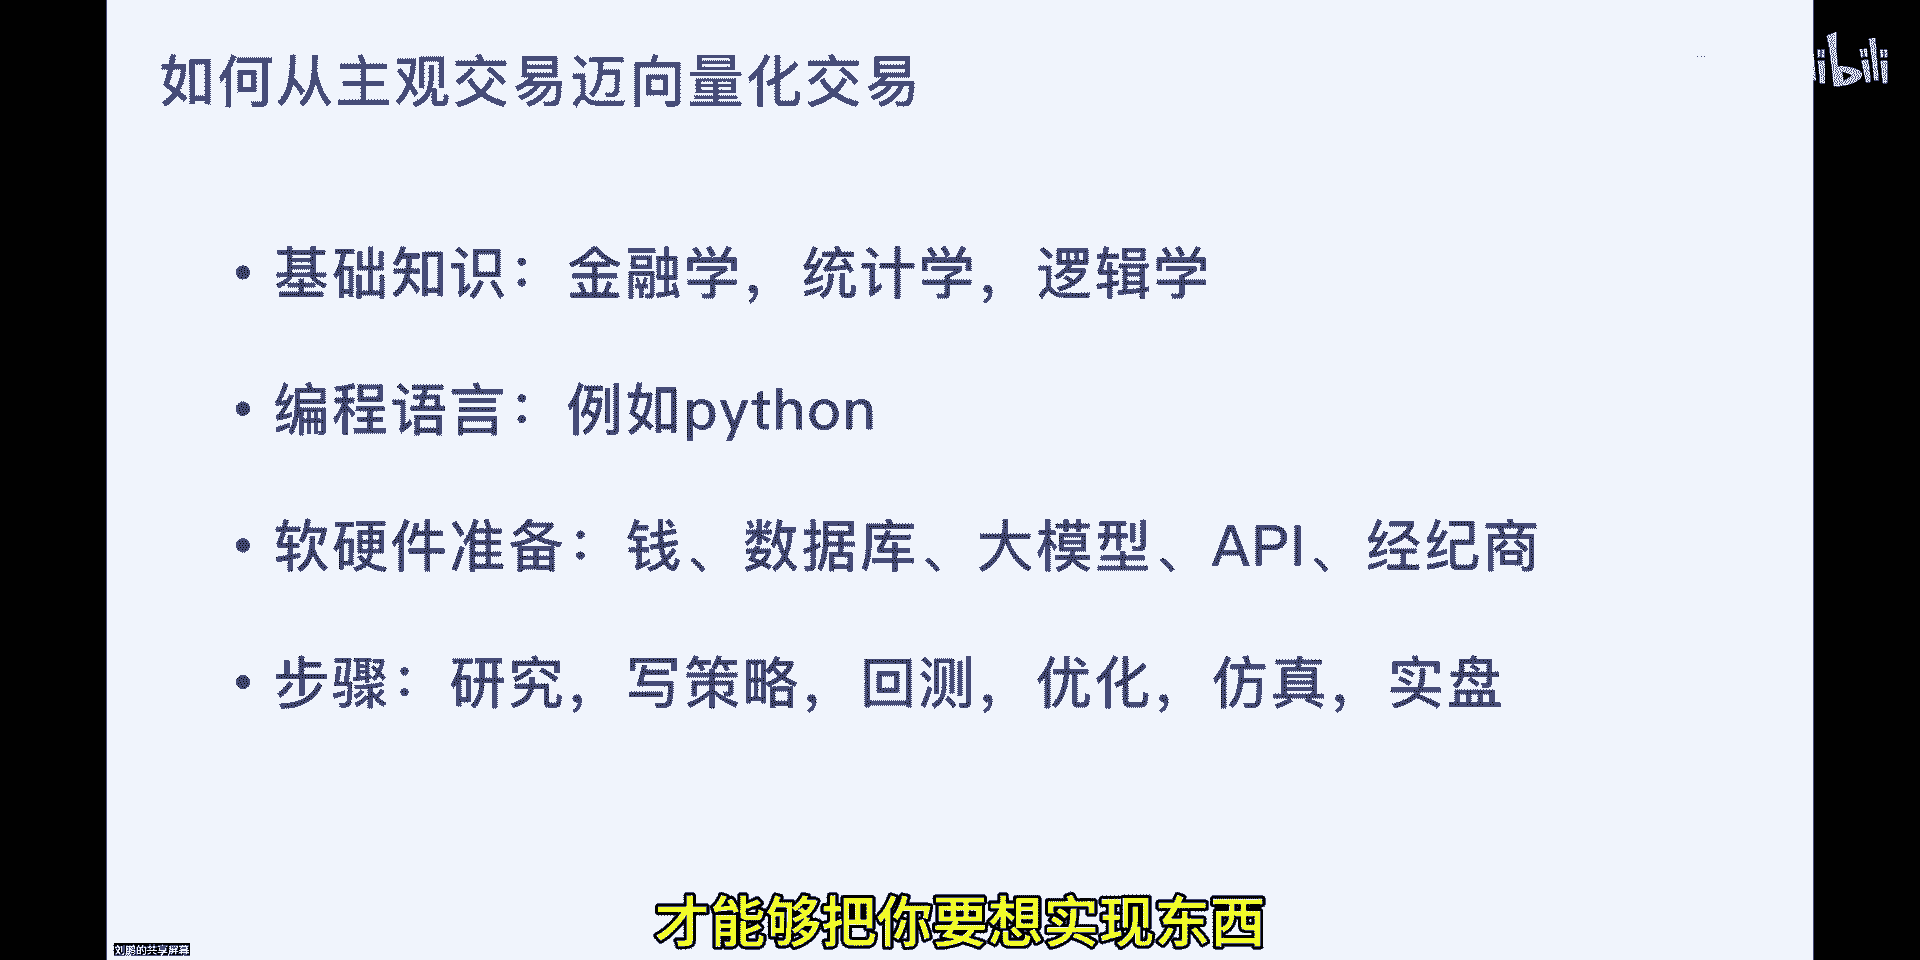 如何从主观交易迈向量化交易
bili
• 基础知识：金融学，统计学，逻辑学
• 编程语言：例如python
• 软硬件准备：钱、数据库、大模型、API、经纪商
• 步骤：研究，写策略，回测，优化，仿真，实盘
才能够把你要想实现东西
刘鹏的共享屏幕